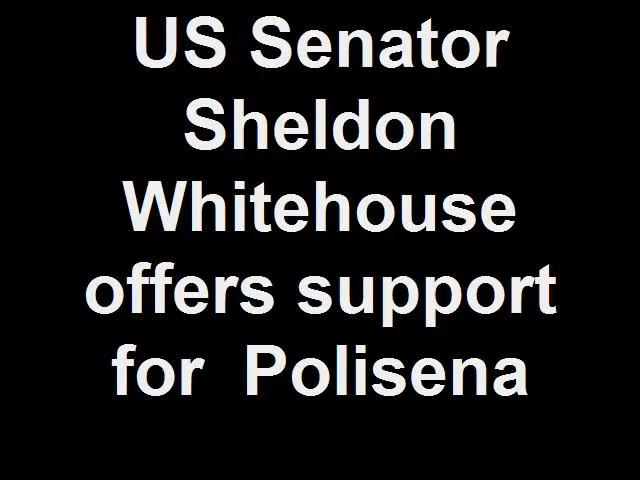 US Senator
Sheldon
Whitehouse
offers support
for  Polisena